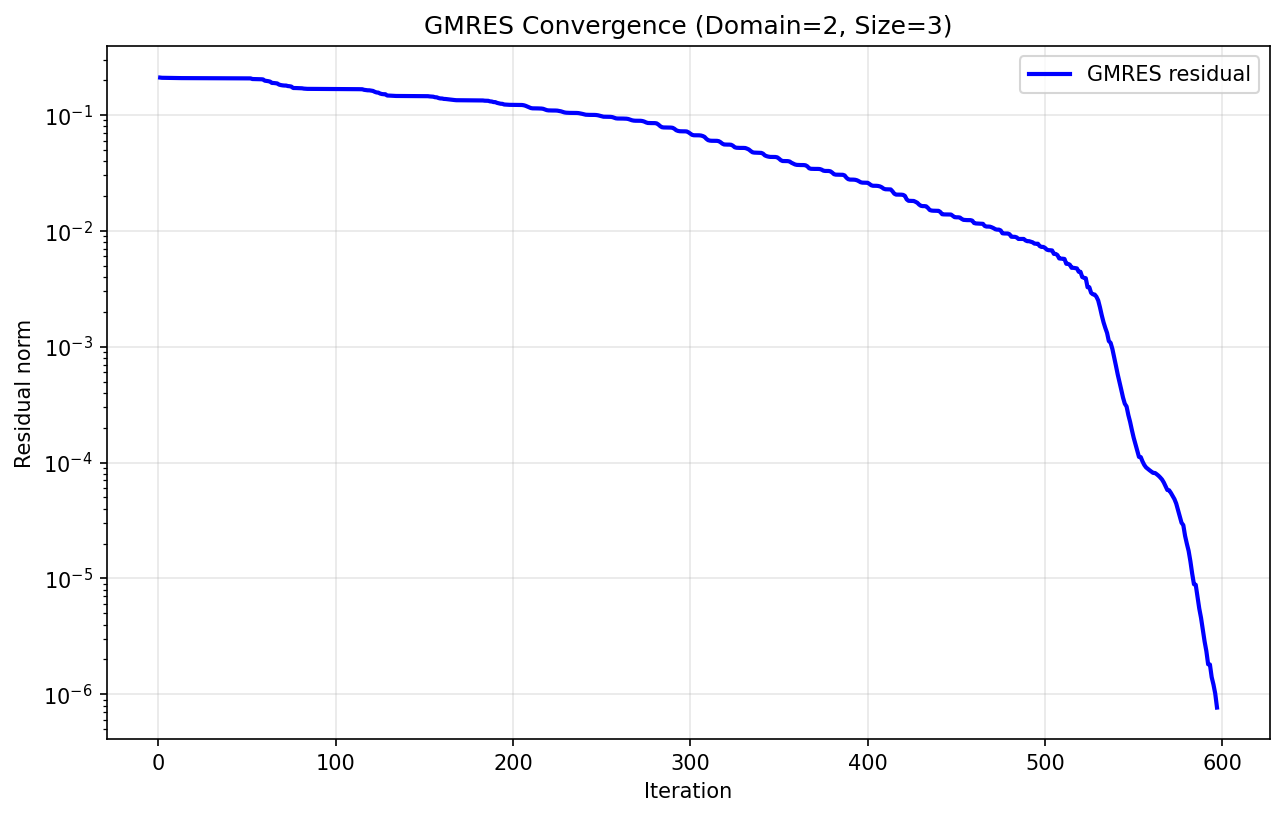 GMRES Convergence (Domain=2, Size=3)
GMRES residual
Residual norm
10⁻¹
10⁻²
10⁻³
10⁻⁴
10⁻⁵
10⁻⁶
0 100 200 300 400 500 600
Iteration